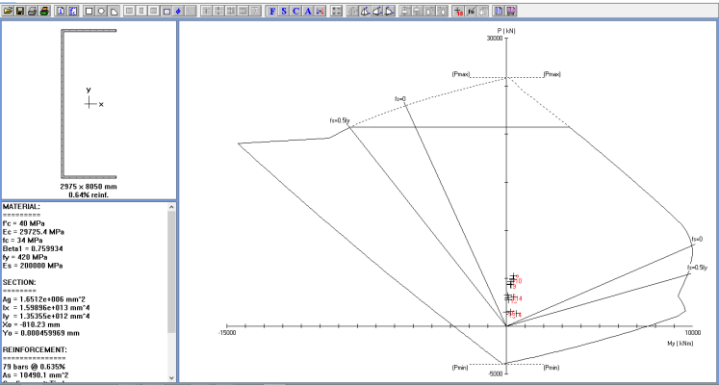 F S C A
y
x
2975 x 8050 mm
0.64% reinf.
MATERIAL:
=========
f'c = 40 MPa
Ec = 29725.4 MPa
fc = 34 MPa
Beta1 = 0.759934
fy = 420 MPa
Es = 200000 MPa
SECTION:
========
Ag = 1.6512e+006 mm^2
Ix = 1.59896e+013 mm^4
Iy = 1.35355e+012 mm^4
Xo = -810.23 mm
Yo = 0.000459969 mm
REINFORCEMENT:
==============
79 bars @ 0.635%
As = 10498.1 mm^2
P ( kN)
30000
(Pmax)
(Pmax)
fs=0
fs=0.5fy
fs=0
fs=0.5fy
-15000
10000
My ( kNm)
(Pmin)
(Pmin)
-5000